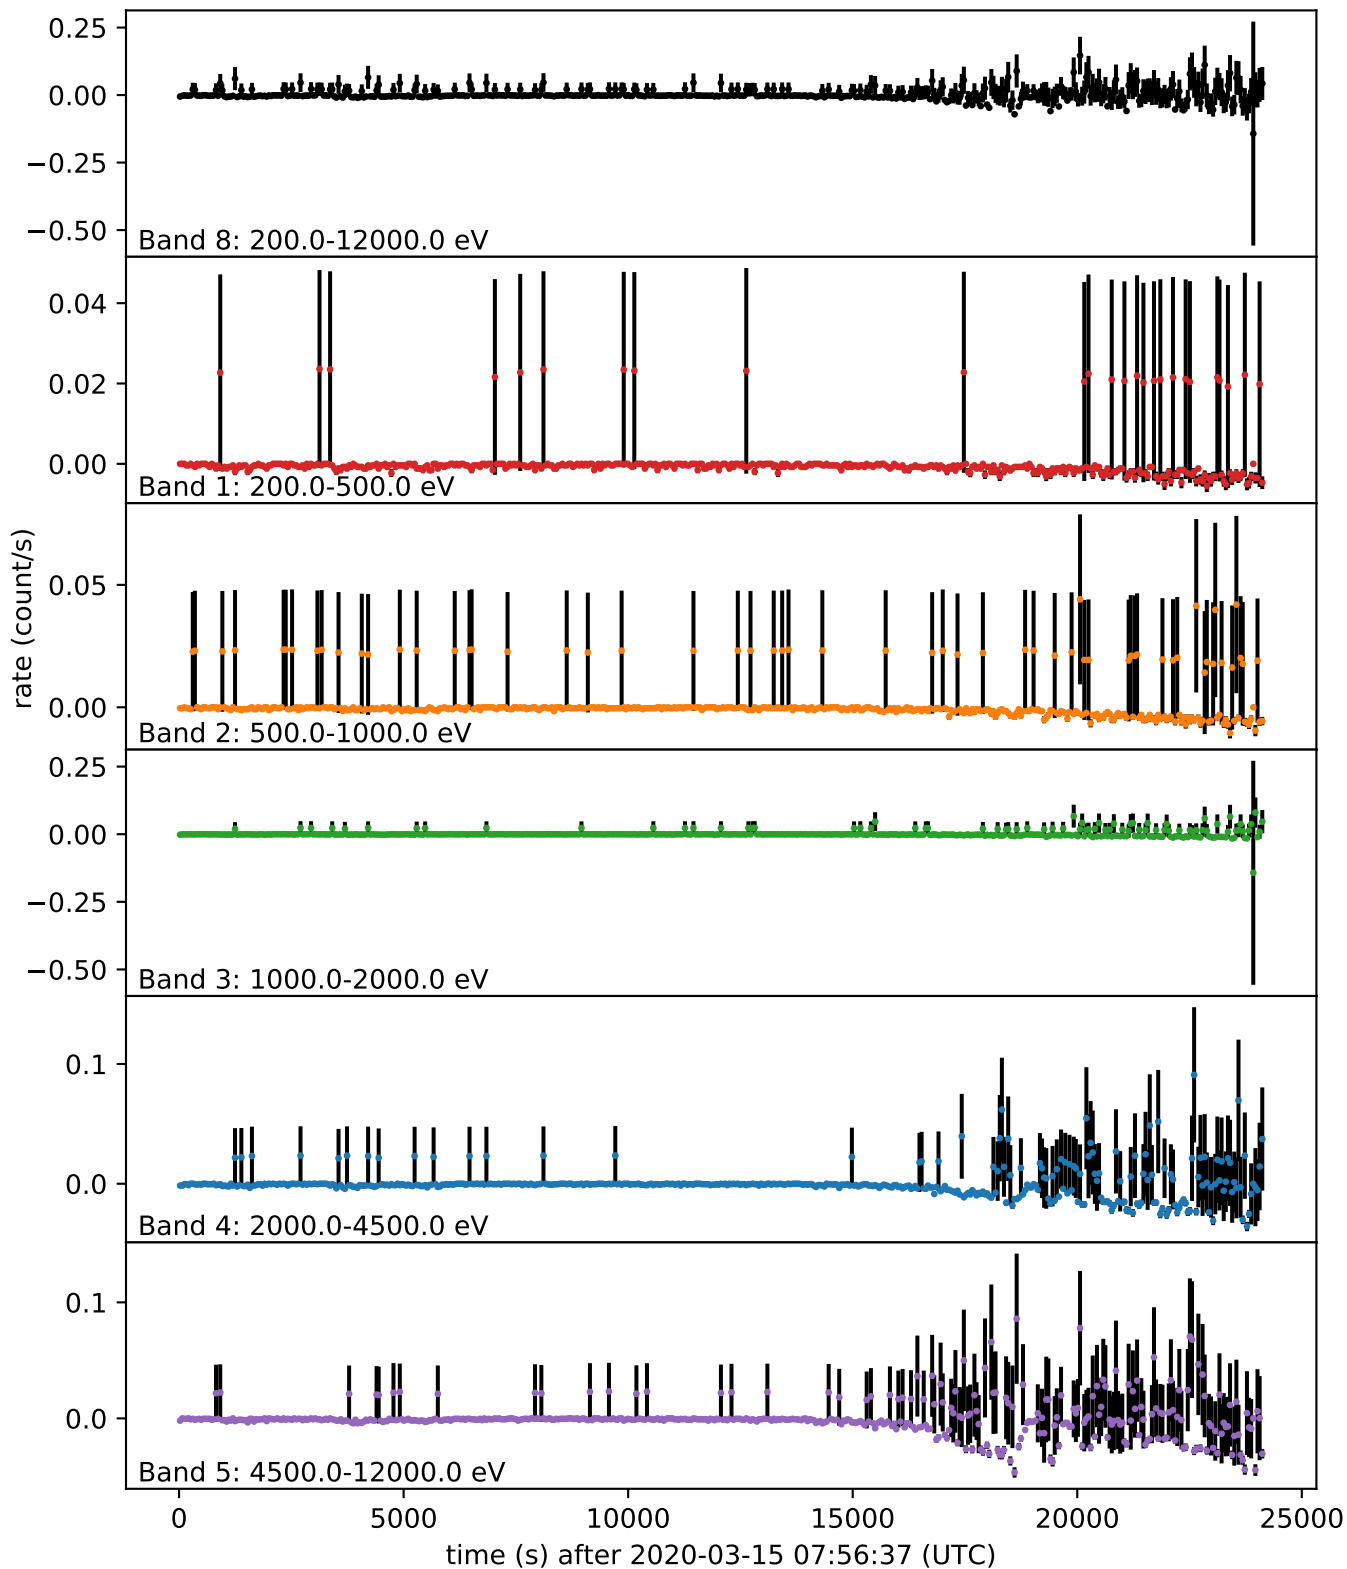 0.25
0.00
−0.25
−0.50
Band 8: 200.0-12000.0 eV
0.04
0.02
0.00
Band 1: 200.0-500.0 eV
rate (count/s)
0.05
0.00
Band 2: 500.0-1000.0 eV
0.25
0.00
−0.25
−0.50
Band 3: 1000.0-2000.0 eV
0.1
0.0
Band 4: 2000.0-4500.0 eV
0.1
0.0
Band 5: 4500.0-12000.0 eV
0 5000 10000 15000 20000 25000
time (s) after 2020-03-15 07:56:37 (UTC)